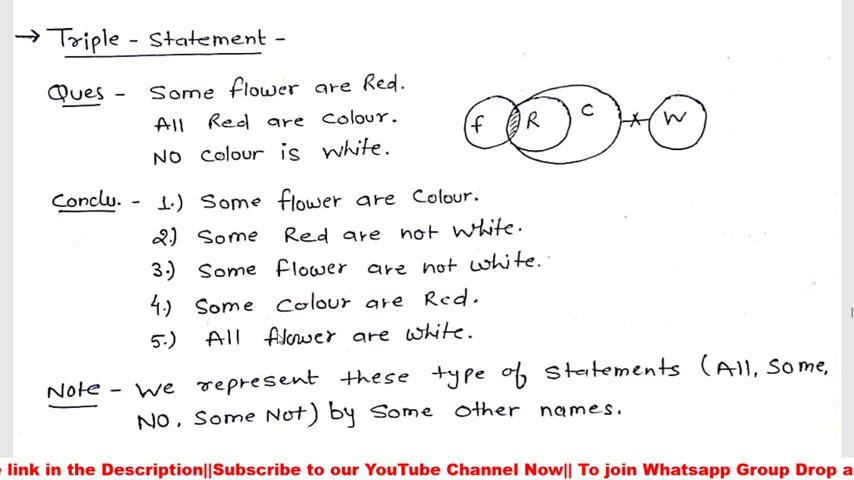 → Triple - Statement -
Ques - Some flower are Red.
All Red are colour.
NO colour is white.
f R C W
Conclu. - 1.) Some flower are Colour.
2.) Some Red are not white.
3.) Some flower are not white.
4.) Some colour are Red.
5.) All flower are white.
Note - We represent these type of statements (All, Some,
NO, Some Not) by some other names.
link in the Description||Subscribe to our YouTube Channel Now|| To join Whatsapp Group Drop a